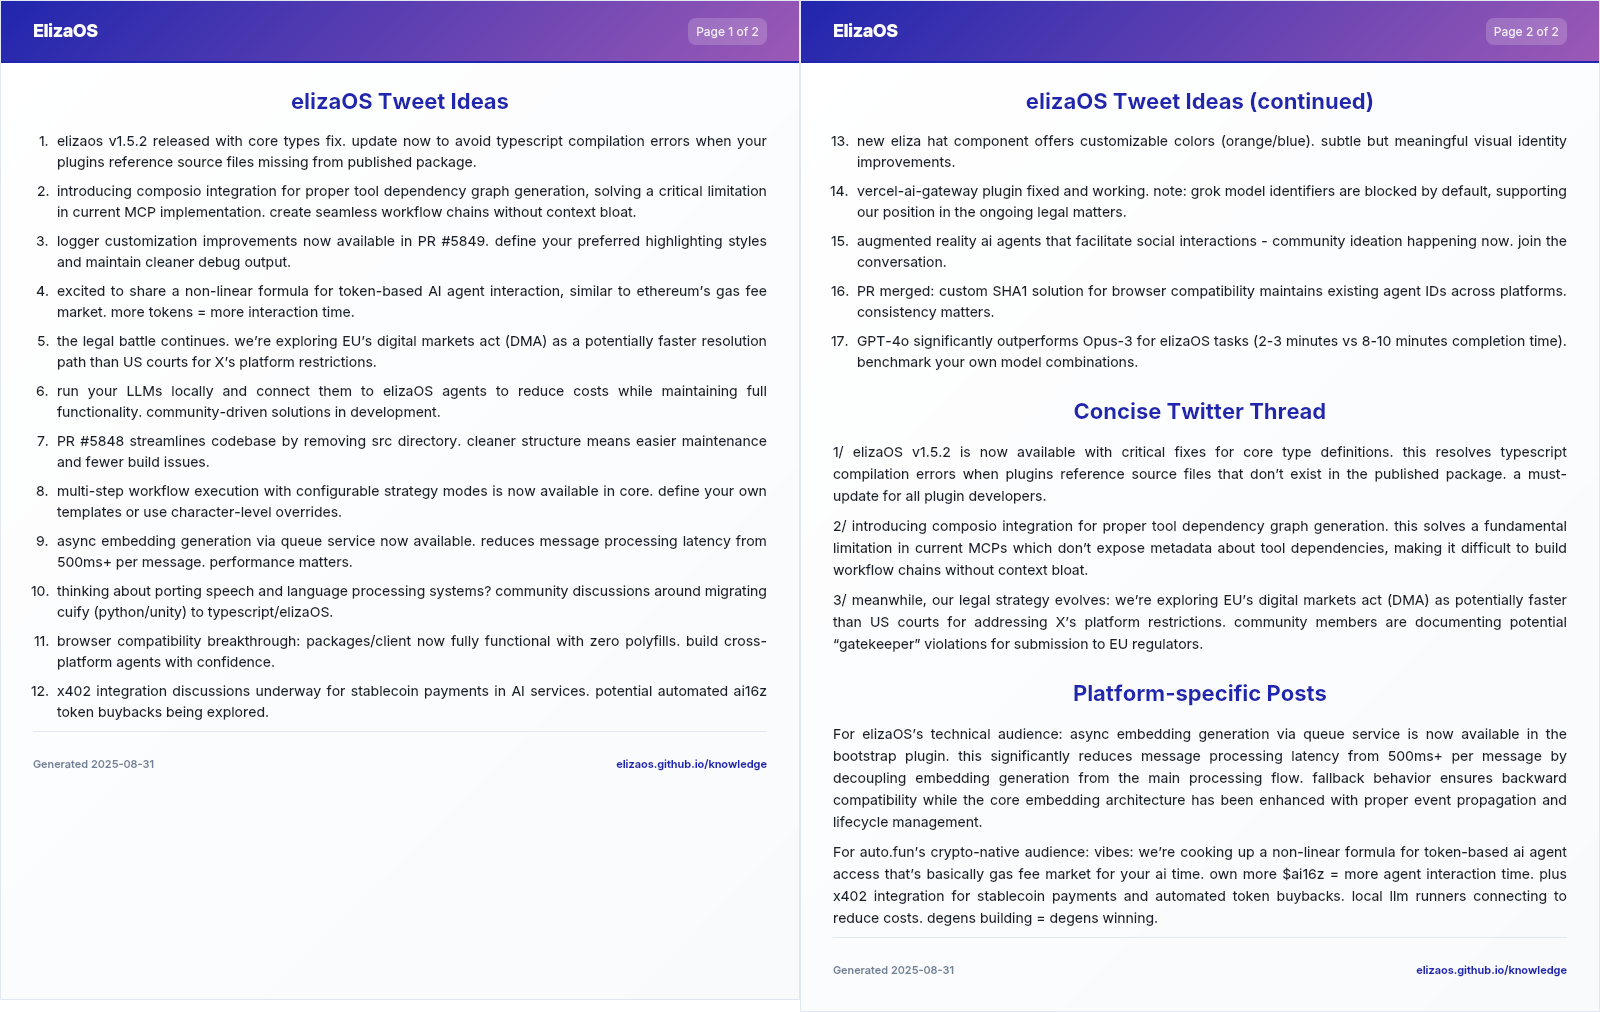 ElizaOS
Page 1 of 2
elizaOS Tweet Ideas
1. elizaos v1.5.2 released with core types fix. update now to avoid typescript compilation errors when your
plugins reference source files missing from published package.
2. introducing composio integration for proper tool dependency graph generation, solving a critical limitation
in current MCP implementation. create seamless workflow chains without context bloat.
3. logger customization improvements now available in PR #5849. define your preferred highlighting styles
and maintain cleaner debug output.
4. excited to share a non-linear formula for token-based AI agent interaction, similar to ethereum's gas fee
market. more tokens = more interaction time.
5. the legal battle continues. we're exploring EU's digital markets act (DMA) as a potentially faster resolution
path than US courts for X's platform restrictions.
6. run your LLMs locally and connect them to elizaOS agents to reduce costs while maintaining full
functionality. community-driven solutions in development.
7. PR #5848 streamlines codebase by removing src directory. cleaner structure means easier maintenance
and fewer build issues.
8. multi-step workflow execution with configurable strategy modes is now available in core. define your own
templates or use character-level overrides.
9. async embedding generation via queue service now available. reduces message processing latency from
500ms+ per message. performance matters.
10. thinking about porting speech and language processing systems? community discussions around migrating
cuify (python/unity) to typescript/elizaOS.
11. browser compatibility breakthrough: packages/client now fully functional with zero polyfills. build cross-
platform agents with confidence.
12. x402 integration discussions underway for stablecoin payments in AI services. potential automated ai16z
token buybacks being explored.
Generated 2025-08-31
elizaos.github.io/knowledge
ElizaOS
Page 2 of 2
elizaOS Tweet Ideas (continued)
13. new eliza hat component offers customizable colors (orange/blue). subtle but meaningful visual identity
improvements.
14. vercel-ai-gateway plugin fixed and working. note: grok model identifiers are blocked by default, supporting
our position in the ongoing legal matters.
15. augmented reality ai agents that facilitate social interactions - community ideation happening now. join the
conversation.
16. PR merged: custom SHA1 solution for browser compatibility maintains existing agent IDs across platforms.
consistency matters.
17. GPT-4o significantly outperforms Opus-3 for elizaOS tasks (2-3 minutes vs 8-10 minutes completion time).
benchmark your own model combinations.
Concise Twitter Thread
1/ elizaOS v1.5.2 is now available with critical fixes for core type definitions. this resolves typescript
compilation errors when plugins reference source files that don't exist in the published package. a must-
update for all plugin developers.
2/ introducing composio integration for proper tool dependency graph generation. this solves a fundamental
limitation in current MCPs which don't expose metadata about tool dependencies, making it difficult to build
workflow chains without context bloat.
3/ meanwhile, our legal strategy evolves: we're exploring EU's digital markets act (DMA) as potentially faster
than US courts for addressing X's platform restrictions. community members are documenting potential
“gatekeeper” violations for submission to EU regulators.
Platform-specific Posts
For elizaOS's technical audience: async embedding generation via queue service is now available in the
bootstrap plugin. this significantly reduces message processing latency from 500ms+ per message by
decoupling embedding generation from the main processing flow. fallback behavior ensures backward
compatibility while the core embedding architecture has been enhanced with proper event propagation and
lifecycle management.
For auto.fun's crypto-native audience: vibes: we're cooking up a non-linear formula for token-based ai agent
access that's basically gas fee market for your ai time. own more $ai16z = more agent interaction time. plus
x402 integration for stablecoin payments and automated token buybacks. local llm runners connecting to
reduce costs. degens building = degens winning.
Generated 2025-08-31
elizaos.github.io/knowledge